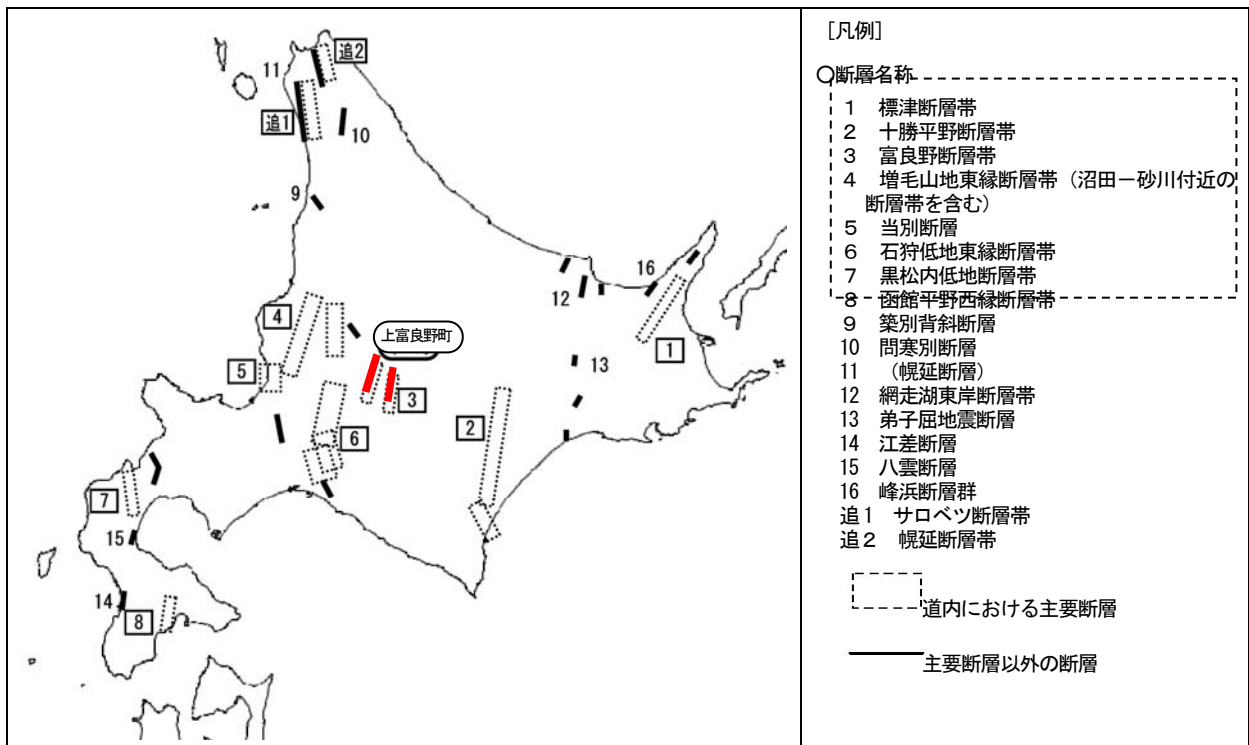 追2
11
追1
10
9
16
12
4
上富良野町
1
13
5
3
2
6
7
15
14
8
[凡例]
○断層名称
1 標津断層帯
2 十勝平野断層帯
3 富良野断層帯
4 増毛山地東縁断層帯（沼田－砂川付近の
断層帯を含む）
5 当別断層
6 石狩低地東縁断層帯
7 黒松内低地断層帯
8 函館平野西縁断層帯
9 築別背斜断層
10 問寒別断層
11 （幌延断層）
12 網走湖東岸断層帯
13 弟子屈地震断層
14 江差断層
15 八雲断層
16 峰浜断層群
追1 サロベツ断層帯
追2 幌延断層帯
道内における主要断層
主要断層以外の断層